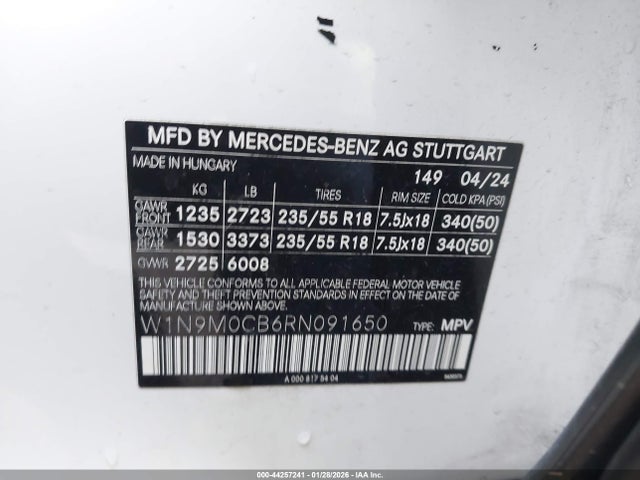 MFD BY MERCEDES-BENZ AG STUTTGART
MADE IN HUNGARY 149 04/24
KG LB TIRES RIM SIZE COLD KPA (PSI)
GAWR FRONT 1235 2723 235/55 R18 7.5Jx18 340(50)
GAWR REAR 1530 3373 235/55 R18 7.5Jx18 340(50)
GVWR 2725 6008
THIS VEHICLE CONFORMS TO ALL APPLICABLE FEDERAL MOTOR VEHICLE
SAFETY AND THEFT PREVENTION STANDARDS IN EFFECT ON THE DATE OF
MANUFACTURE SHOWN ABOVE.
W1N9M0CB6RN091650 TYPE: MPV
A 000 817 84 04
000-44257241 | 01/28/2026 | IAAI.com